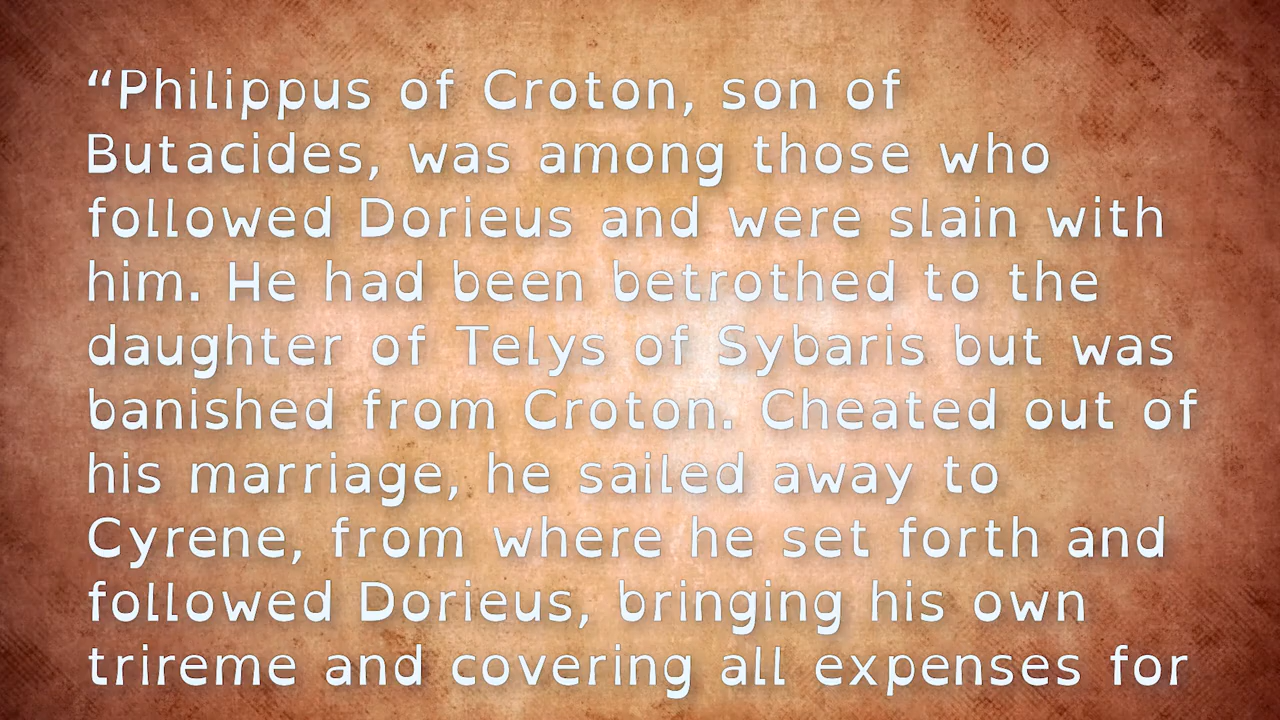 “Philippus of Croton, son of
Butacides, was among those who
followed Dorieus and were slain with
him. He had been betrothed to the
daughter of Telys of Sybaris but was
banished from Croton. Cheated out of
his marriage, he sailed away to
Cyrene, from where he set forth and
followed Dorieus, bringing his own
trireme and covering all expenses for